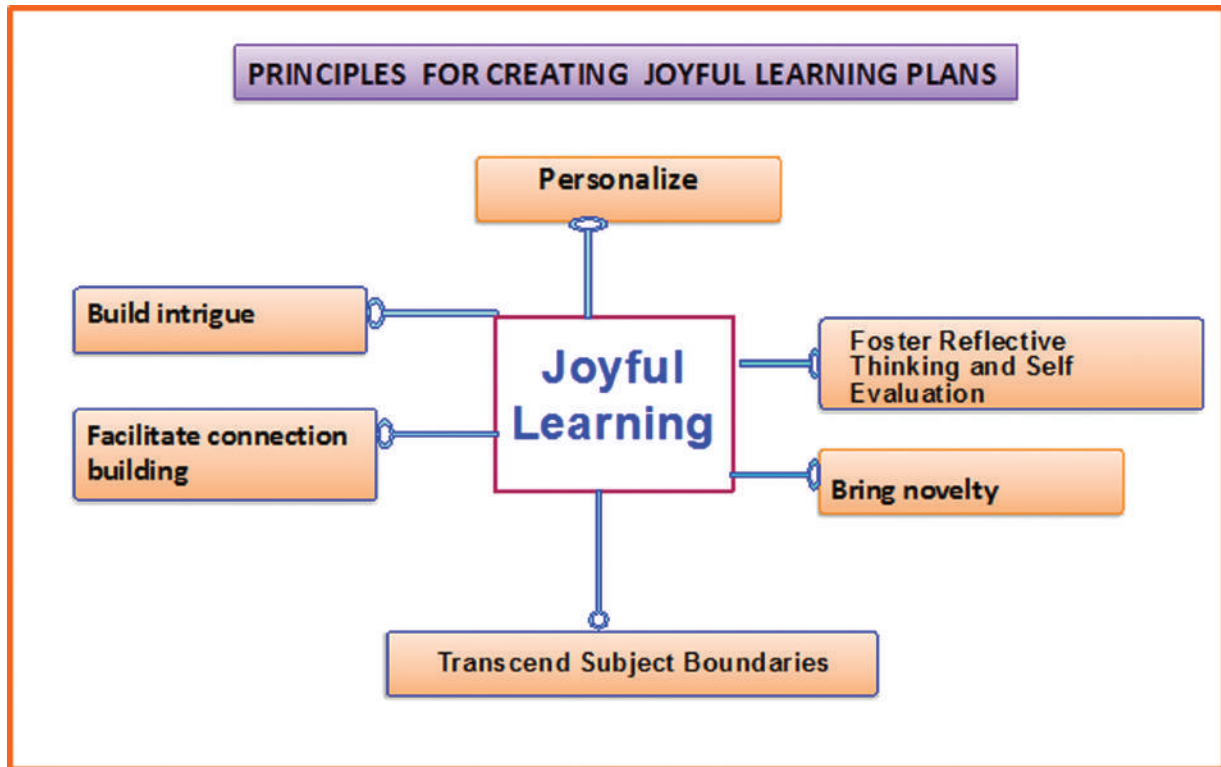 PRINCIPLES FOR CREATING JOYFUL LEARNING PLANS
Personalize
Build intrigue
Joyful
Learning
Foster Reflective
Thinking and Self
Evaluation
Facilitate connection
building
Bring novelty
Transcend Subject Boundaries